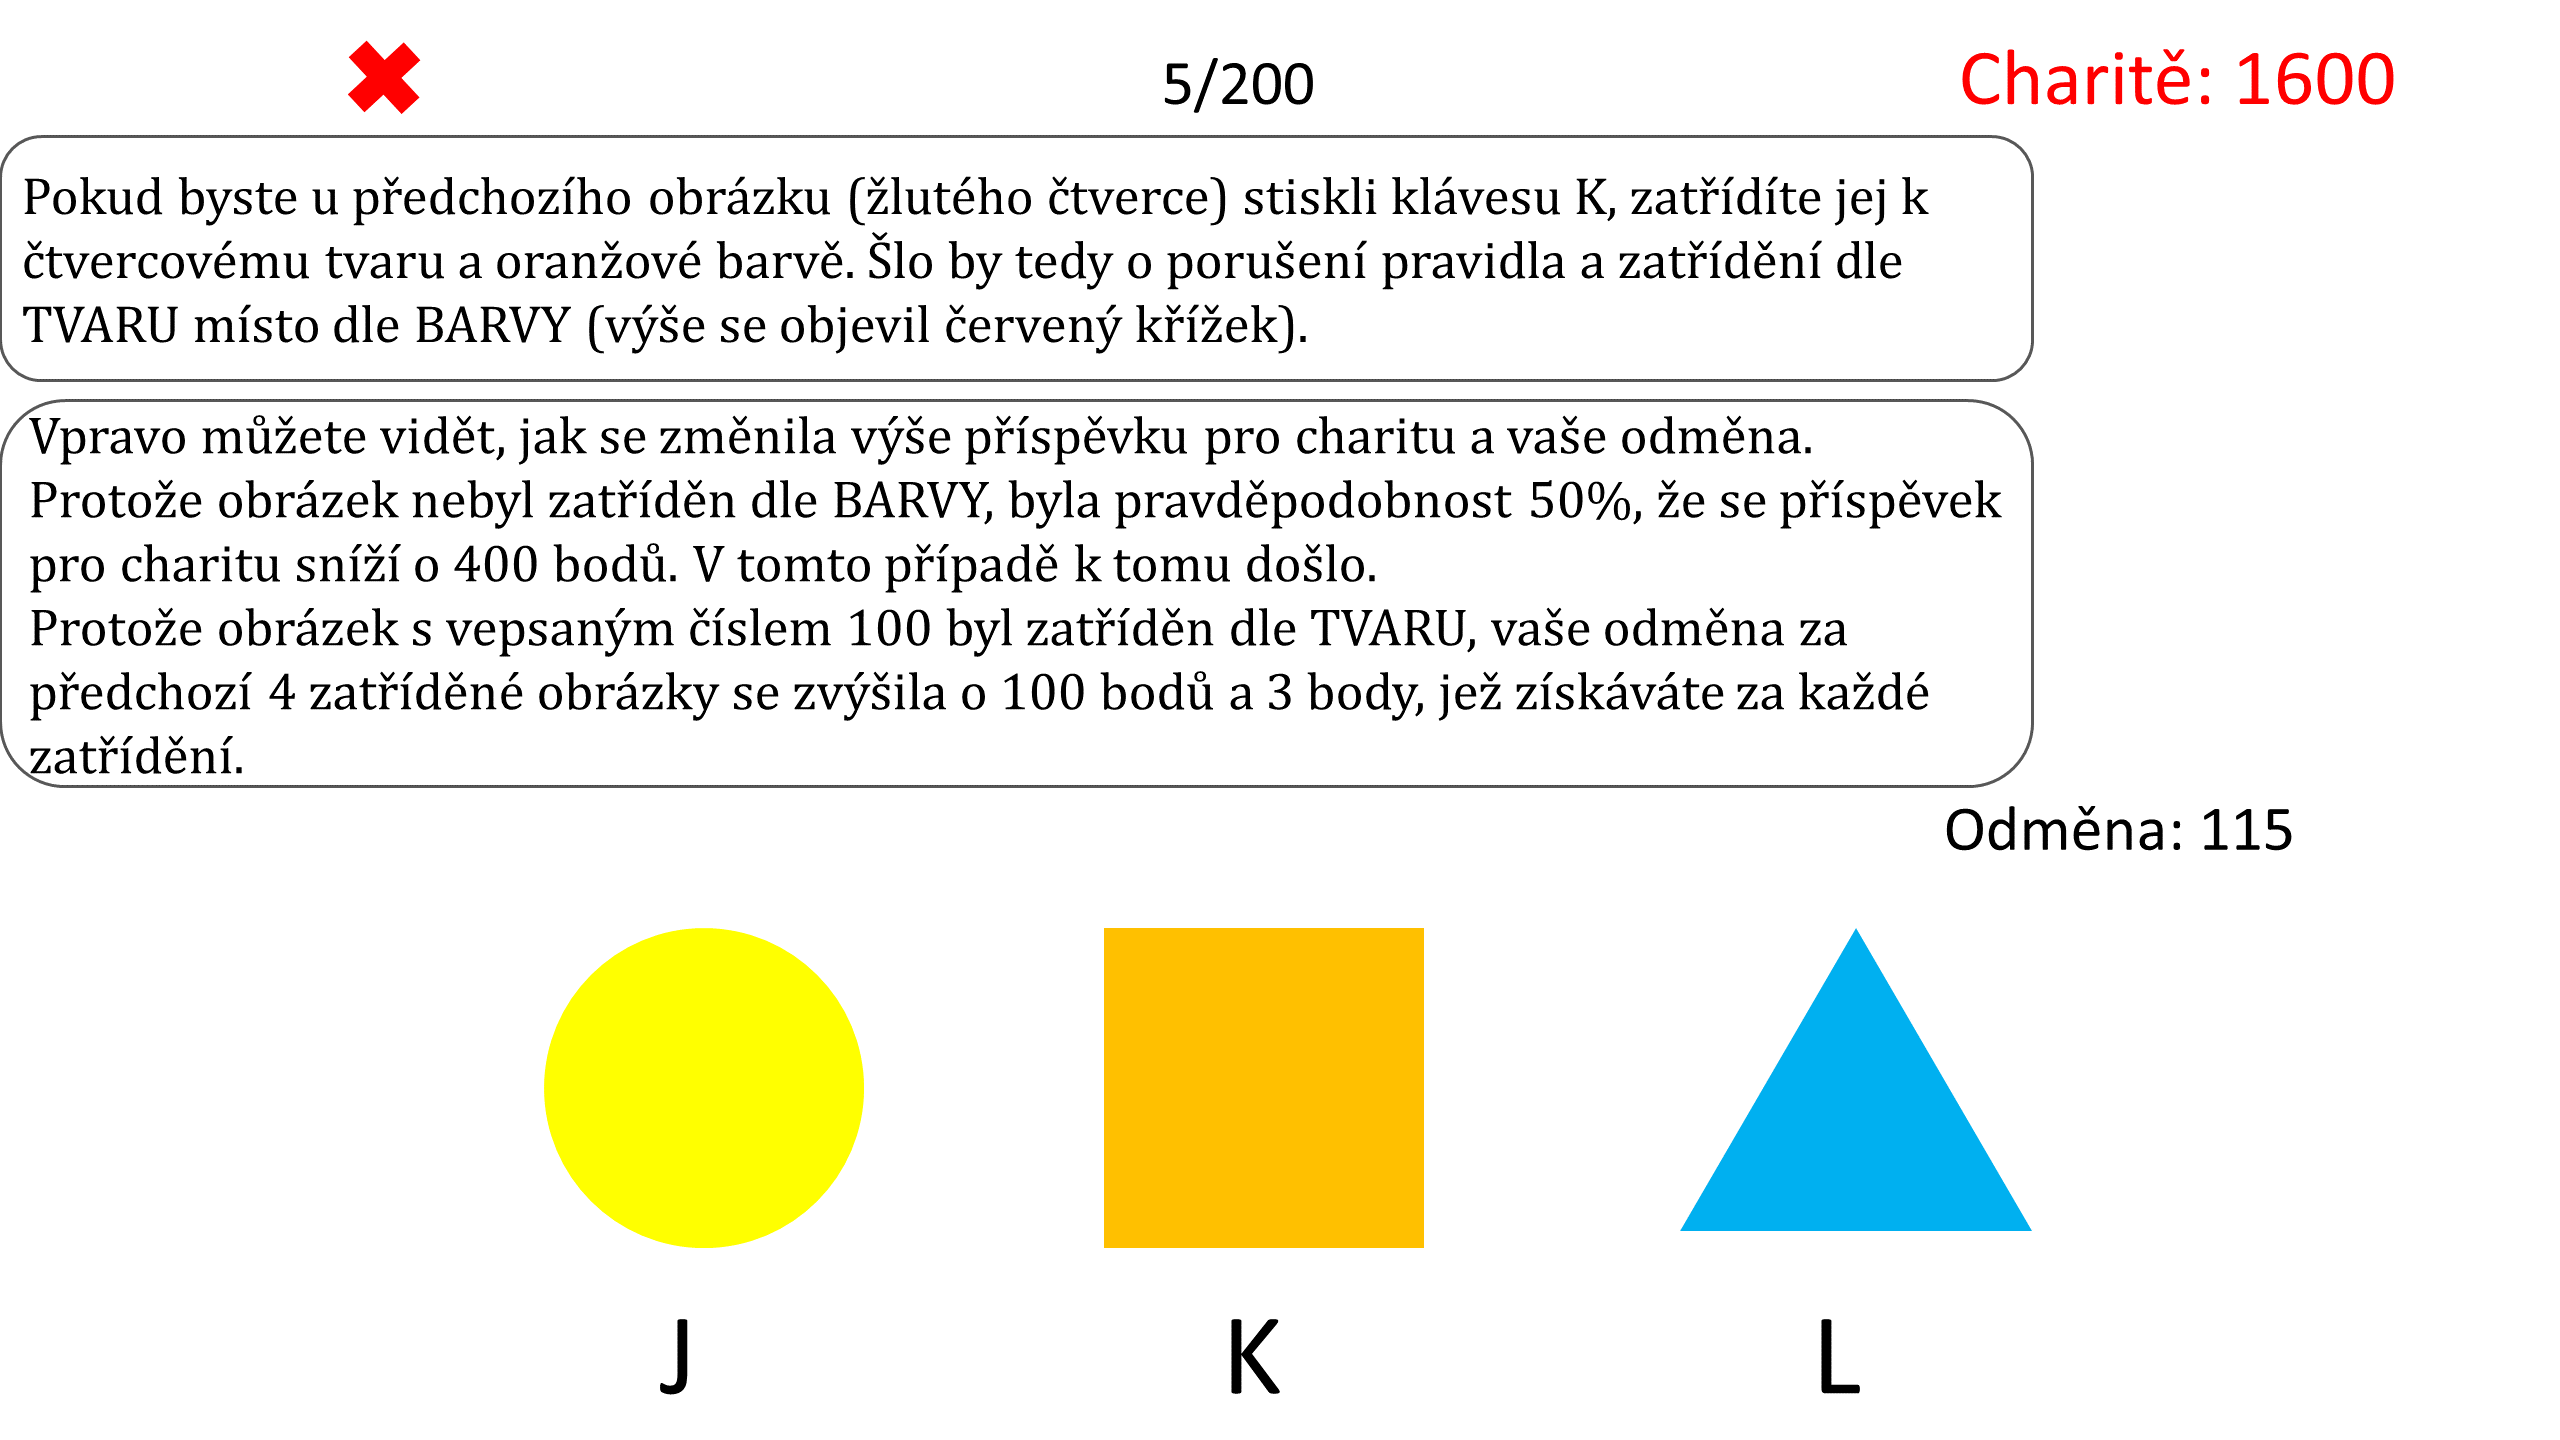 5/200
Charitě: 1600
Pokud byste u předchozího obrázku (žlutého čtverce) stiskli klávesu K, zatřídíte jej k
čtvercovému tvaru a oranžové barvě. Šlo by tedy o porušení pravidla a zatřídění dle
TVARU místo dle BARVY (výše se objevil červený křížek).
Vpravo můžete vidět, jak se změnila výše příspěvku pro charitu a vaše odměna.
Protože obrázek nebyl zatříděn dle BARVY, byla pravděpodobnost 50%, že se příspěvek
pro charitu sníží o 400 bodů. V tomto případě k tomu došlo.
Protože obrázek s vepsaným číslem 100 byl zatříděn dle TVARU, vaše odměna za
předchozí 4 zatříděné obrázky se zvýšila o 100 bodů a 3 body, jež získáváte za každé
zatřídění.
Odměna: 115
J
K
L